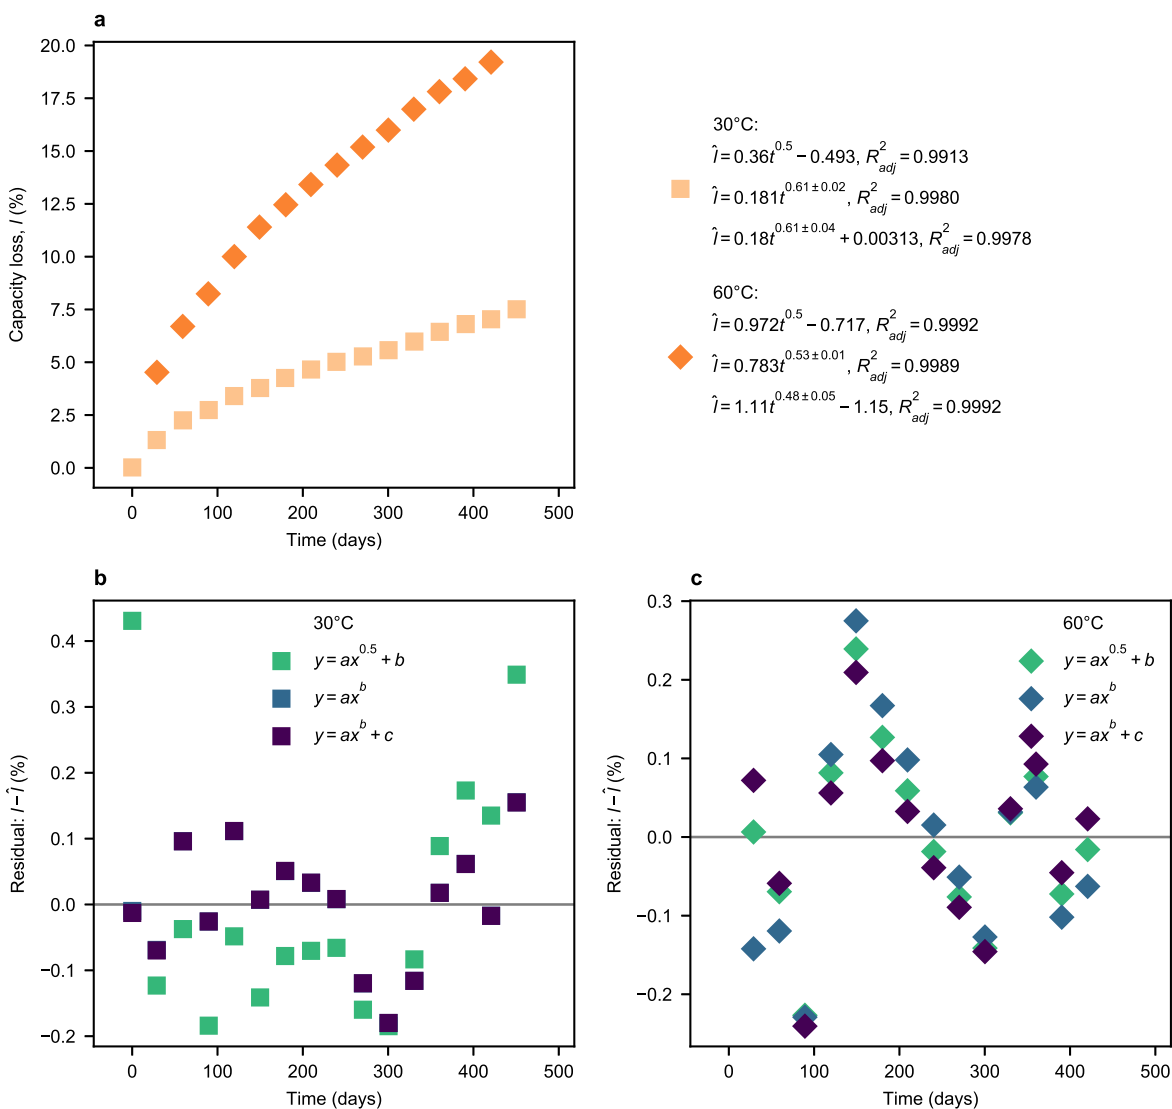 a
20.0
17.5
15.0
12.5
10.0
7.5
5.0
2.5
0.0
Capacity loss, l (%)
0 100 200 300 400 500
Time (days)
30°C:
l̂ = 0.36t^0.5 − 0.493, R²adj = 0.9913
l̂ = 0.181t^0.61 ± 0.02, R²adj = 0.9980
l̂ = 0.18t^0.61 ± 0.04 + 0.00313, R²adj = 0.9978
60°C:
l̂ = 0.972t^0.5 − 0.717, R²adj = 0.9992
l̂ = 0.783t^0.53 ± 0.01, R²adj = 0.9989
l̂ = 1.11t^0.48 ± 0.05 − 1.15, R²adj = 0.9992
b
0.4
0.3
0.2
0.1
0.0
−0.1
−0.2
Residual: l − l̂ (%)
30°C
y = ax^0.5 + b
y = ax^b
y = ax^b + c
0 100 200 300 400 500
Time (days)
c
0.3
0.2
0.1
0.0
−0.1
−0.2
Residual: l − l̂ (%)
60°C
y = ax^0.5 + b
y = ax^b
y = ax^b + c
0 100 200 300 400 500
Time (days)